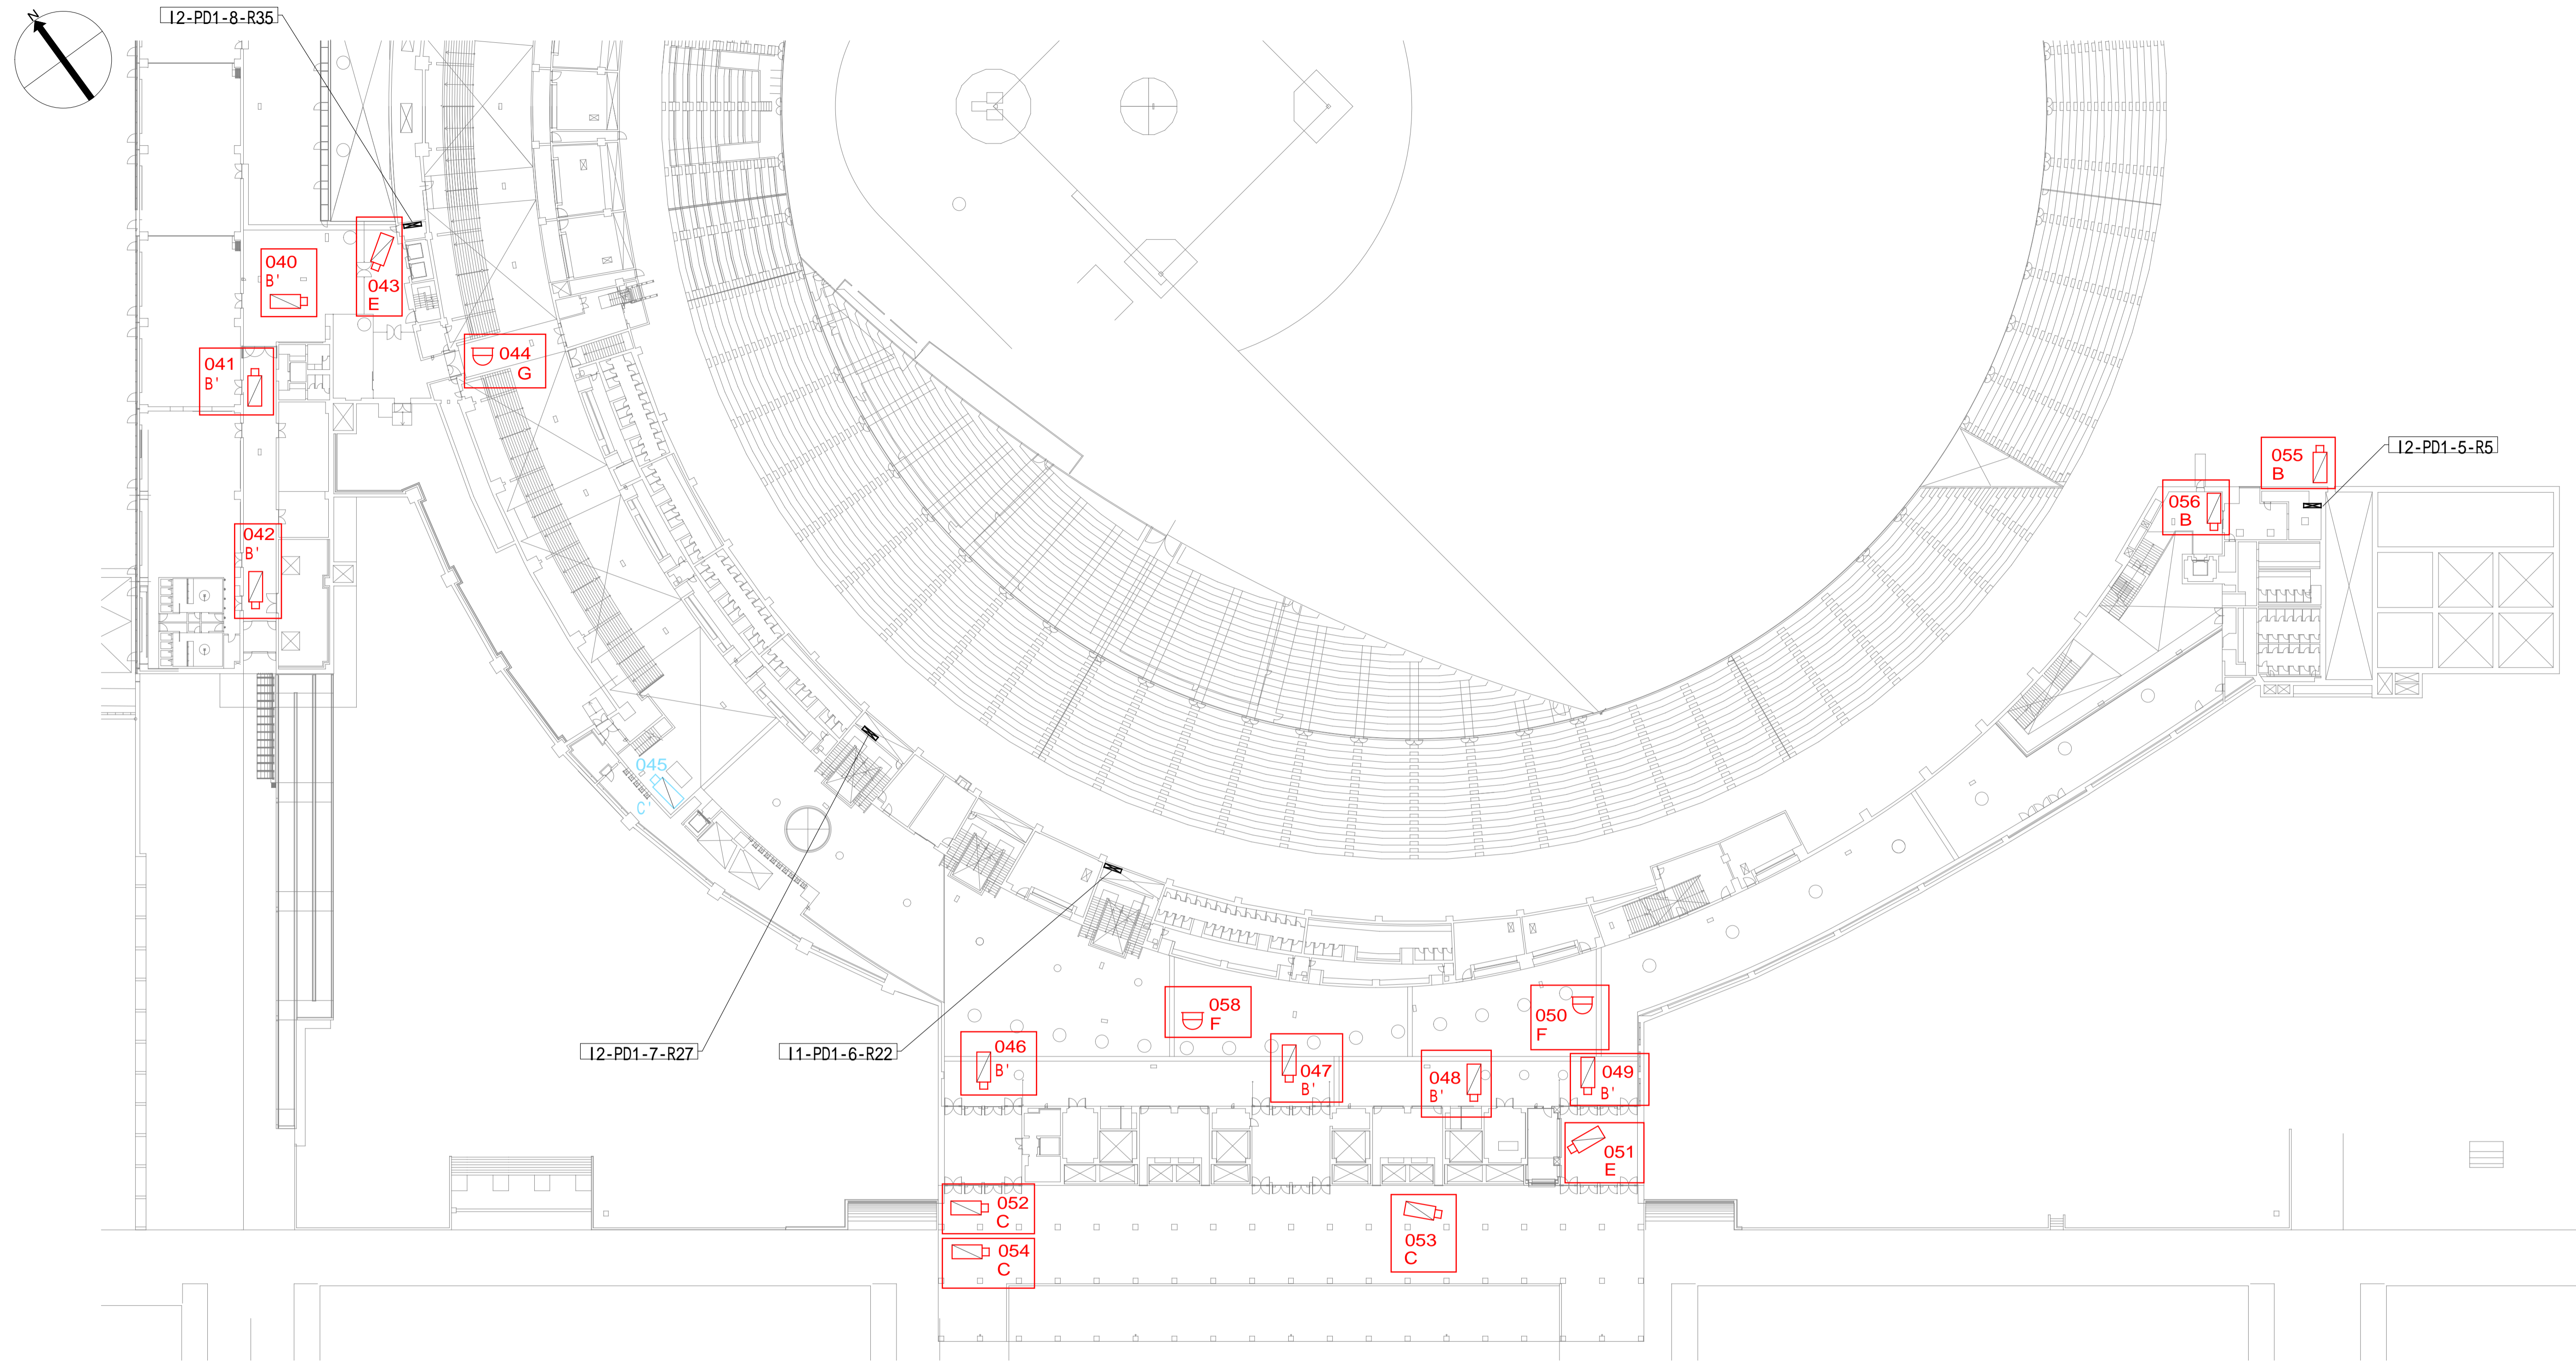 N
I2-PD1-8-R35
040
B'
043
E
041
B'
044
G
042
B'
055
B
I2-PD1-5-R5
056
B
045
C'
058
F
050
F
I2-PD1-7-R27
I1-PD1-6-R22
046
B'
047
B'
048
B'
049
B'
051
E
052
C
053
C
054
C